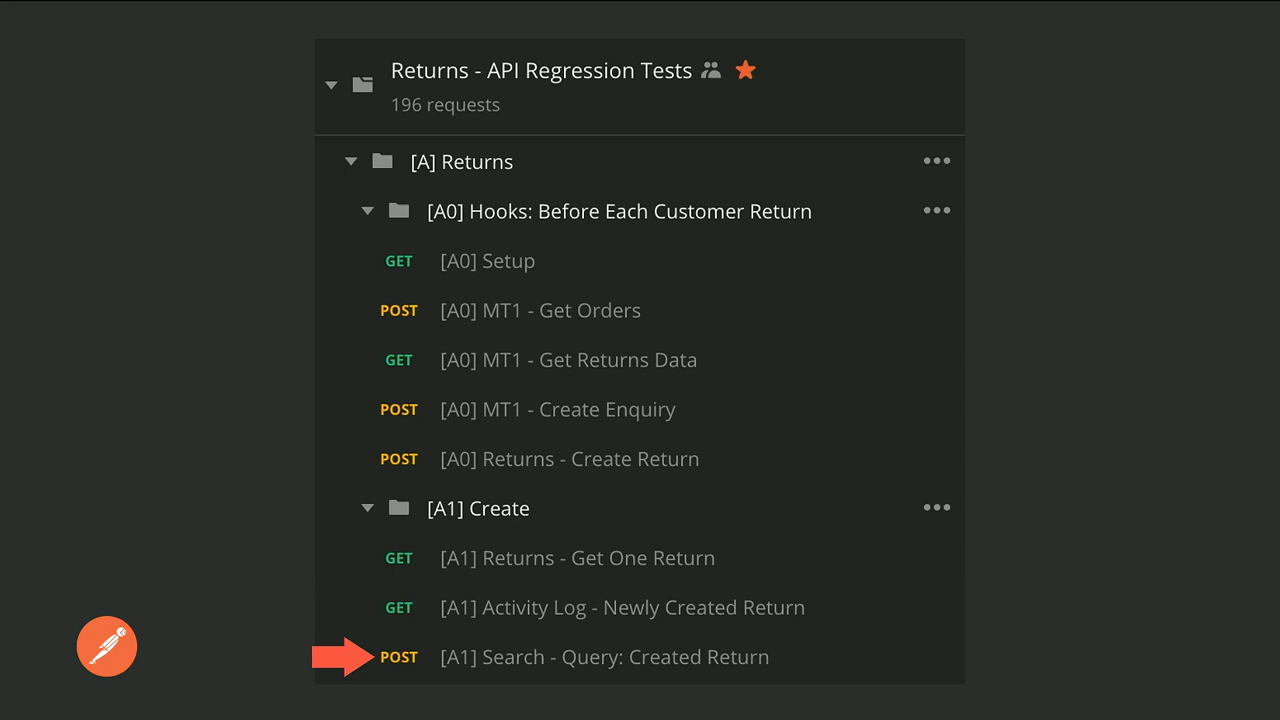 Returns - API Regression Tests
196 requests
[A] Returns
[A0] Hooks: Before Each Customer Return
GET [A0] Setup
POST [A0] MT1 - Get Orders
GET [A0] MT1 - Get Returns Data
POST [A0] MT1 - Create Enquiry
POST [A0] Returns - Create Return
[A1] Create
GET [A1] Returns - Get One Return
GET [A1] Activity Log - Newly Created Return
POST [A1] Search - Query: Created Return